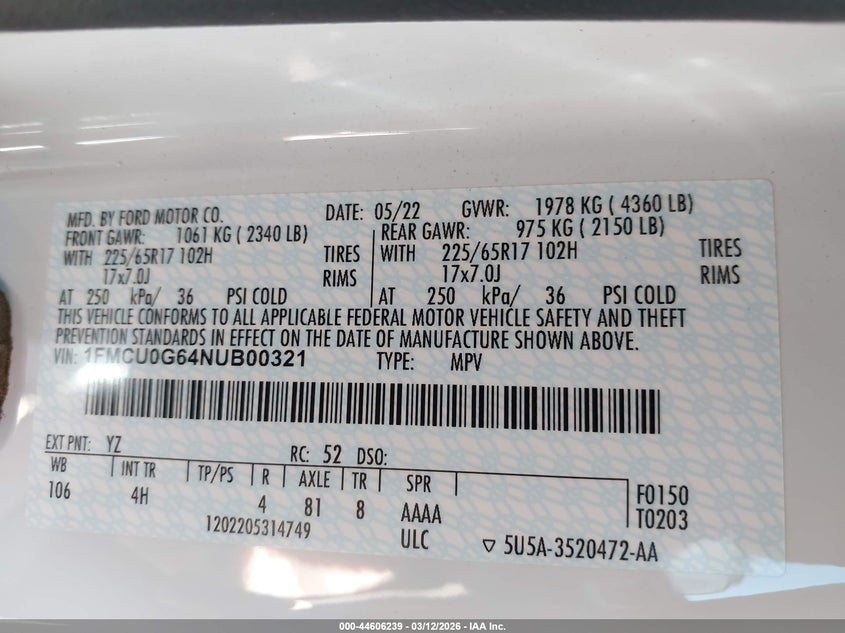 MFD. BY FORD MOTOR CO. DATE: 05/22 GVWR: 1978 KG ( 4360 LB)
FRONT GAWR: 1061 KG ( 2340 LB) REAR GAWR: 975 KG ( 2150 LB)
WITH 225/65R17 102H TIRES WITH 225/65R17 102H TIRES
17x7.0J RIMS 17x7.0J RIMS
AT 250 kPa/ 36 PSI COLD AT 250 kPa/ 36 PSI COLD
THIS VEHICLE CONFORMS TO ALL APPLICABLE FEDERAL MOTOR VEHICLE SAFETY AND THEFT
PREVENTION STANDARDS IN EFFECT ON THE DATE OF MANUFACTURE SHOWN ABOVE.
VIN: 1FMCU0G64NUB00321 TYPE: MPV
EXT PNT: YZ RC: 52 DSO:
WB INT TR TP/PS R AXLE TR SPR
106 4H 4 81 8 AAAA F0150
1202205314749 ULC T0203
5U5A-3520472-AA
000-44606239 - 03/12/2026 - IAA Inc.